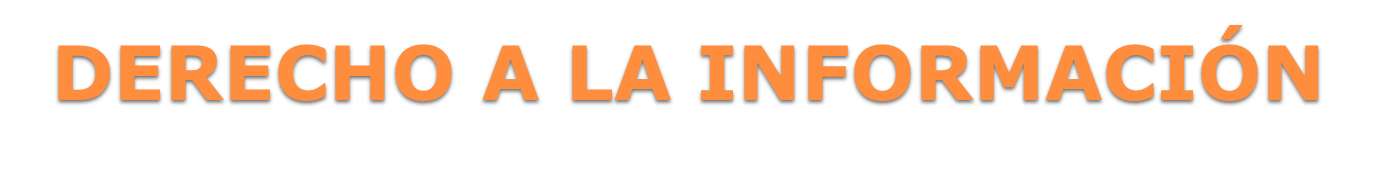 DERECHO A LA INFORMACIÓN